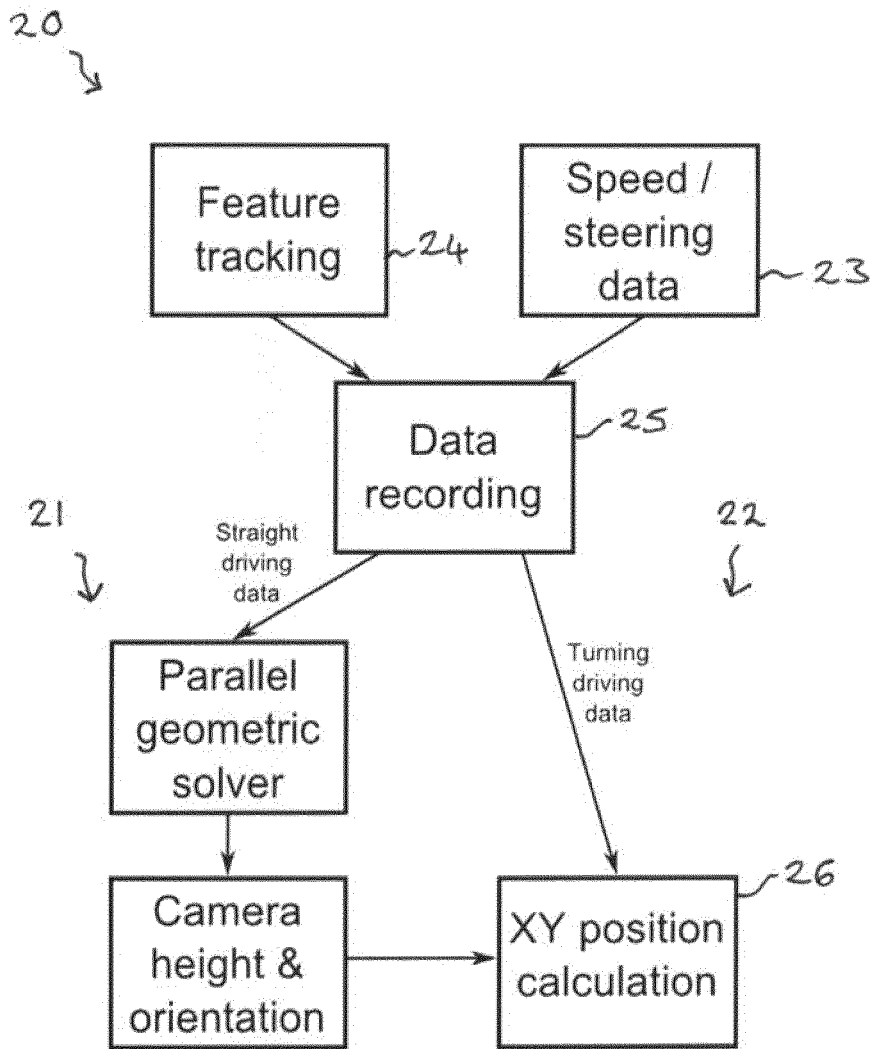 20
Feature
tracking
24
Speed /
steering
data
23
Data
recording
25
21
Straight
driving
data
22
Parallel
geometric
solver
Turning
driving
data
Camera
height &
orientation
XY position
calculation
26